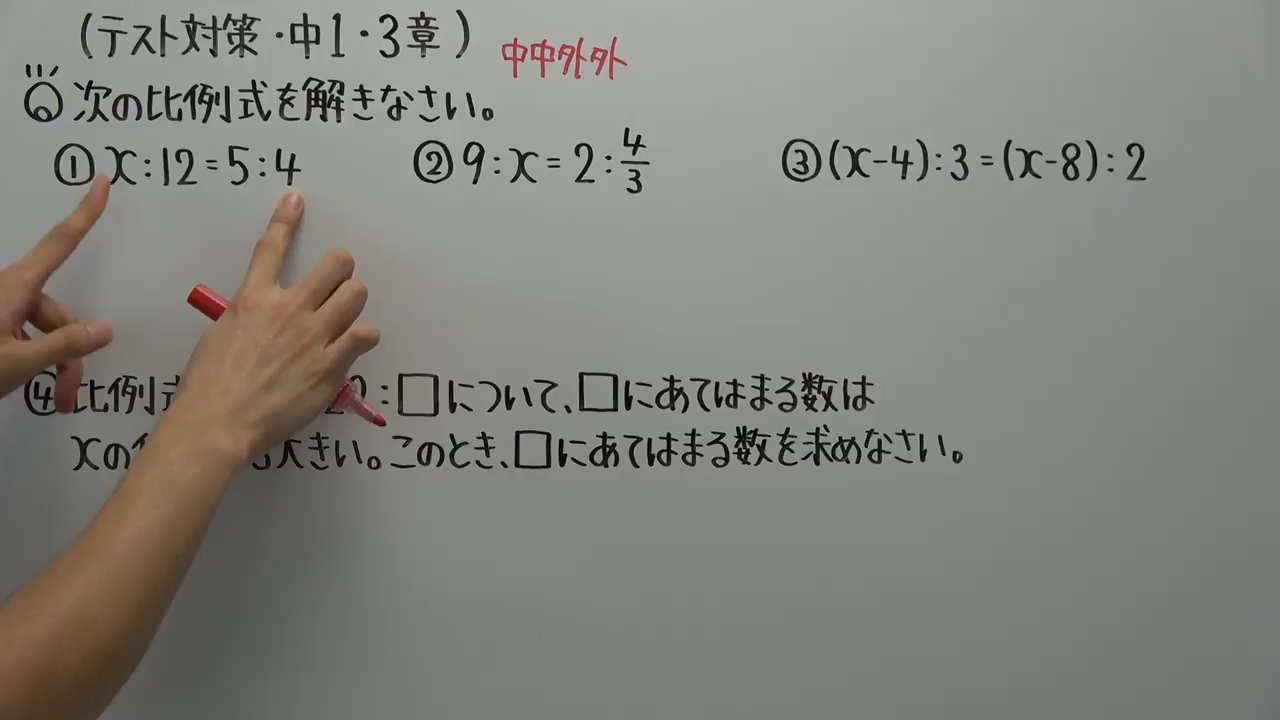 (テスト対策・中1・3章)
中中外外
Q 次の比例式を解きなさい。
① x:12=5:4
② 9:x=2:4/3
③ (x-4):3=(x-8):2
④ 比例式 :□について、□にあてはまる数は
xの 大きい。このとき、□にあてはまる数を求めなさい。